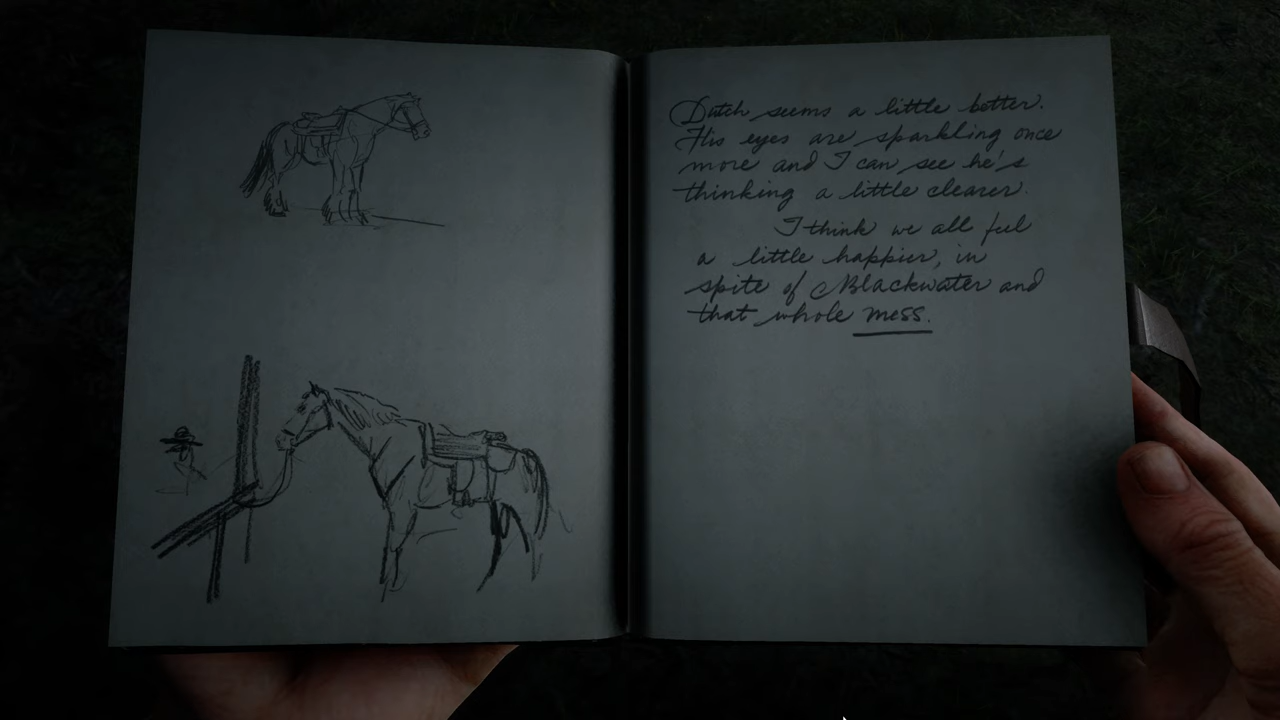 Dutch seems a little better.
His eyes are sparkling once
more and I can see he's
thinking a little clearer.
I think we all feel
a little happier, in
spite of Blackwater and
that whole mess.